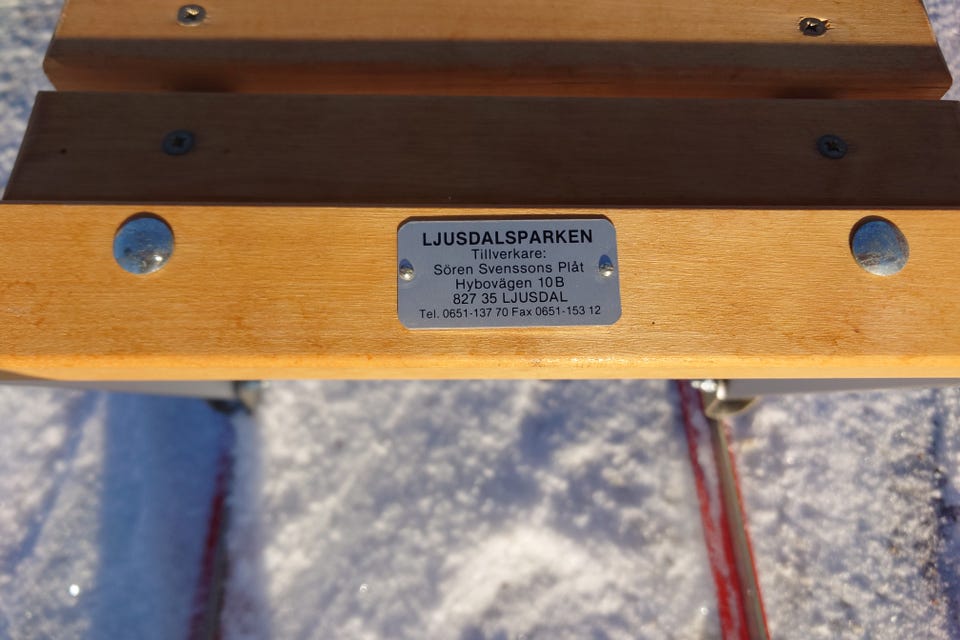 LJUSDALSPARKEN
Tillverkare:
Sören Svenssons Plåt
Hybovägen 10B
827 35 LJUSDAL
Tel. 0651-137 70 Fax 0651-153 12